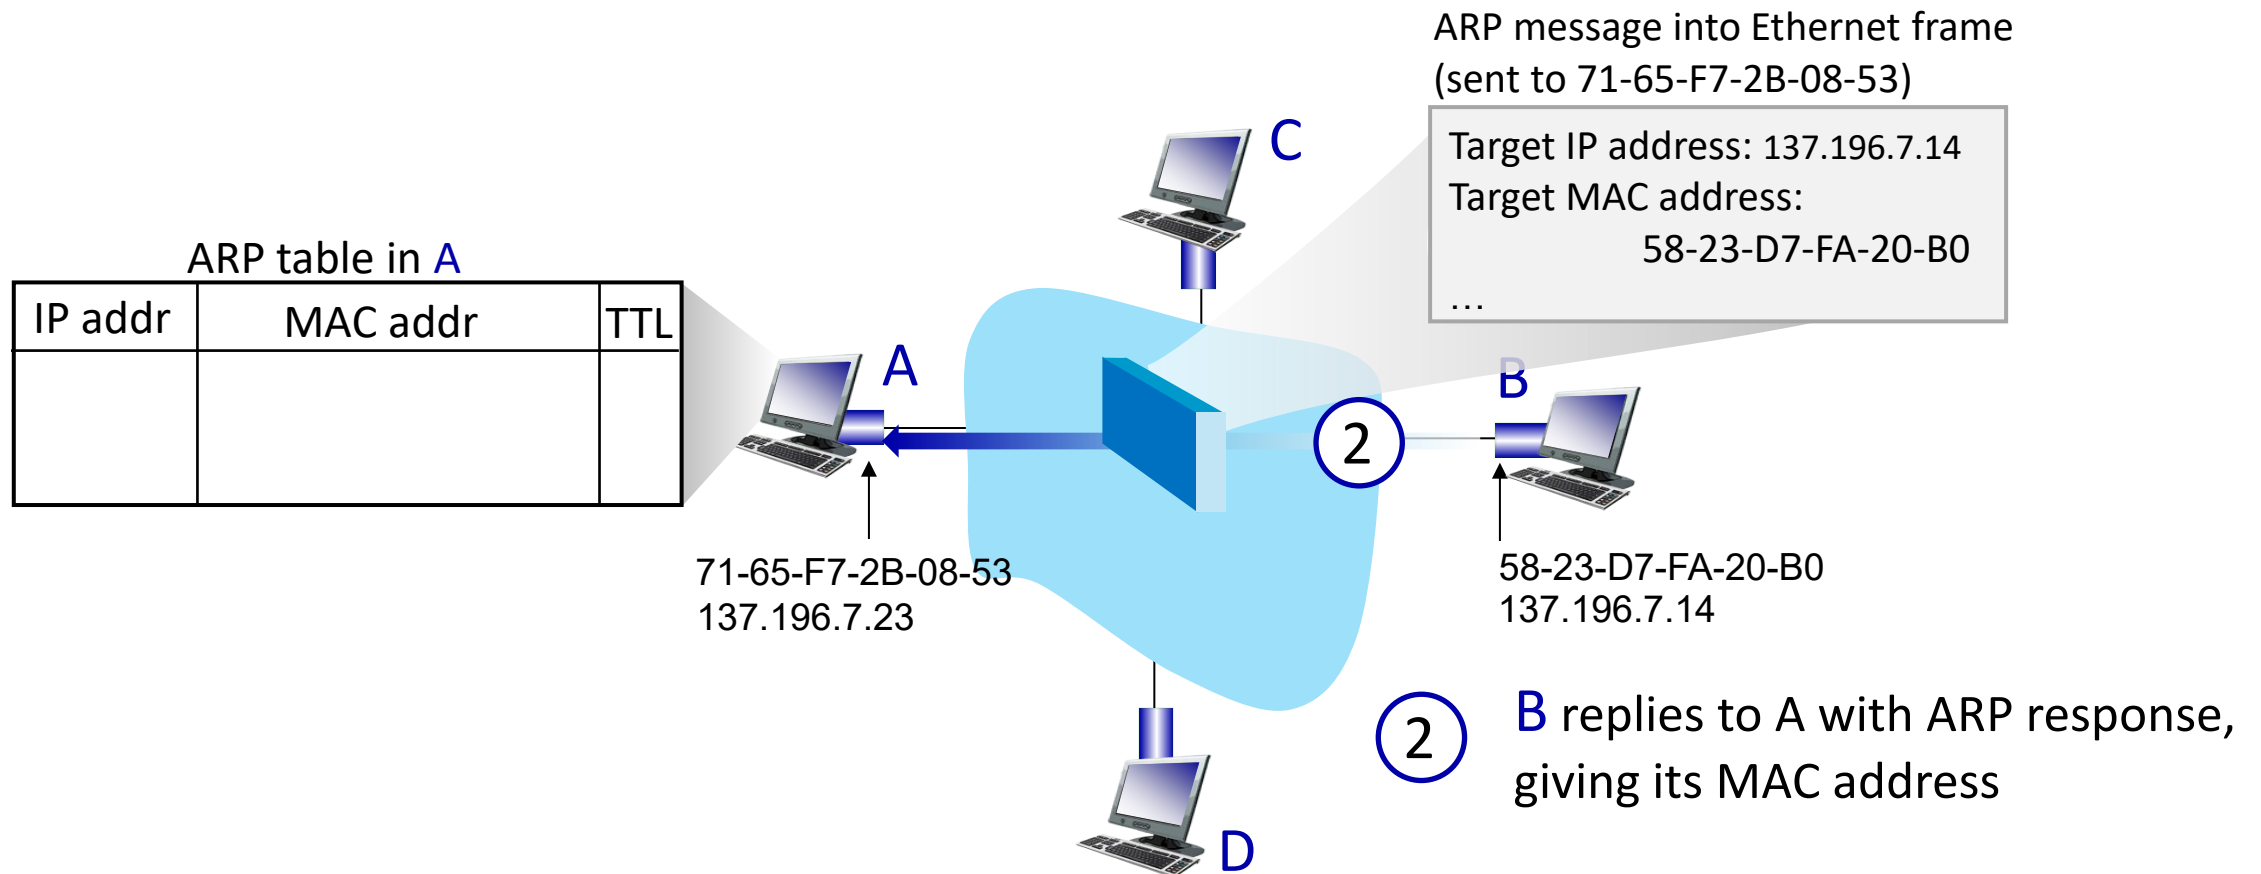 ARP message into Ethernet frame
(sent to 71-65-F7-2B-08-53)
Target IP address: 137.196.7.14
Target MAC address:
58-23-D7-FA-20-B0
…
C
ARP table in A
IP addr MAC addr TTL
A
B
2
71-65-F7-2B-08-53
137.196.7.23
58-23-D7-FA-20-B0
137.196.7.14
2
B replies to A with ARP response,
giving its MAC address
D